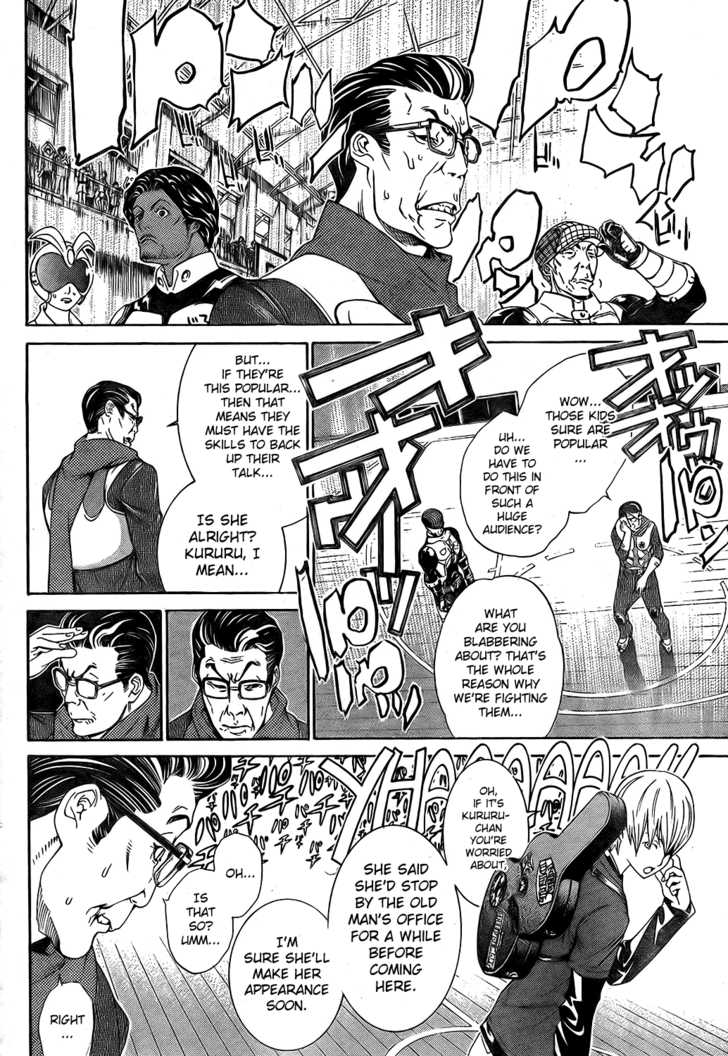 WOW...
THOSE KIDS
SURE ARE
POPULAR
...
UH...
DO WE
HAVE TO
DO THIS IN
FRONT OF
SUCH A
HUGE
AUDIENCE?
WHAT
ARE YOU
BLABBERING
ABOUT? THAT'S
THE WHOLE
REASON WHY
WE'RE FIGHTING
THEM...
BUT...
IF THEY'RE
THIS POPULAR...
THEN THAT
MEANS THEY
MUST HAVE THE
SKILLS TO BACK
UP THEIR
TALK...
IS SHE
ALRIGHT?
KURURU, I
MEAN...
YHAAAAAA!!
OH,
IF IT'S
KURURU-
CHAN
YOU'RE
WORRIED
ABOUT,
SHE SAID
SHE'D STOP
BY THE OLD
MAN'S OFFICE
FOR A WHILE
BEFORE
COMING
HERE.
I'M
SURE SHE'LL
MAKE HER
APPEARANCE
SOON.
OH...
IS
THAT
SO?
UMM...
RIGHT
...